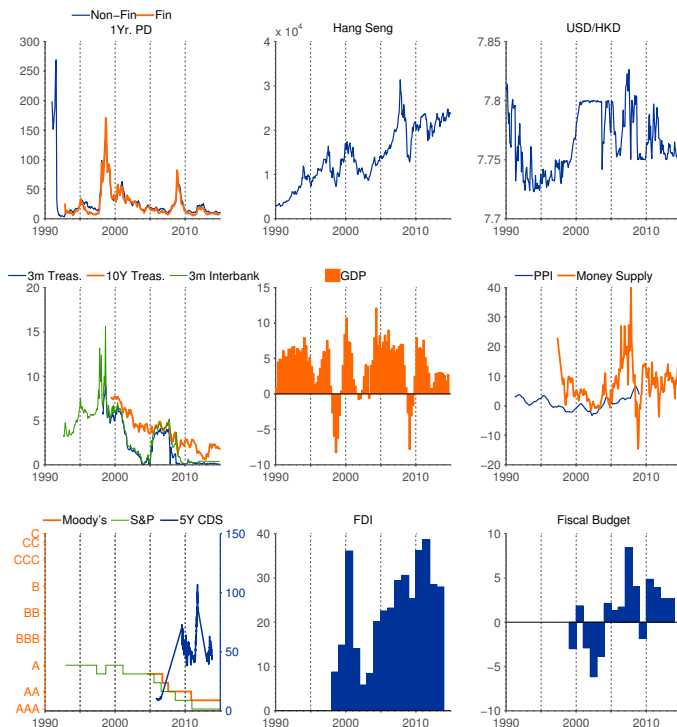 Non-Fin Fin
1Yr. PD
300
250
200
150
100
50
0
1990 2000 2010
x 10^4 Hang Seng
4
3
2
1
0
1990 2000 2010
USD/HKD
7.85
7.8
7.75
7.7
1990 2000 2010
3m Treas. 10Y Treas. 3m Interbank
20
15
10
5
0
1990 2000 2010
GDP
15
10
5
0
−5
−10
1990 2000 2010
PPI Money Supply
40
30
20
10
0
−10
−20
1990 2000 2010
Moody's S&P 5Y CDS
C
CC
CCC
B
BB
BBB
A
AA
AAA
150
100
50
0
1990 2000 2010
FDI
40
30
20
10
0
1990 2000 2010
Fiscal Budget
10
5
0
−5
−10
1990 2000 2010